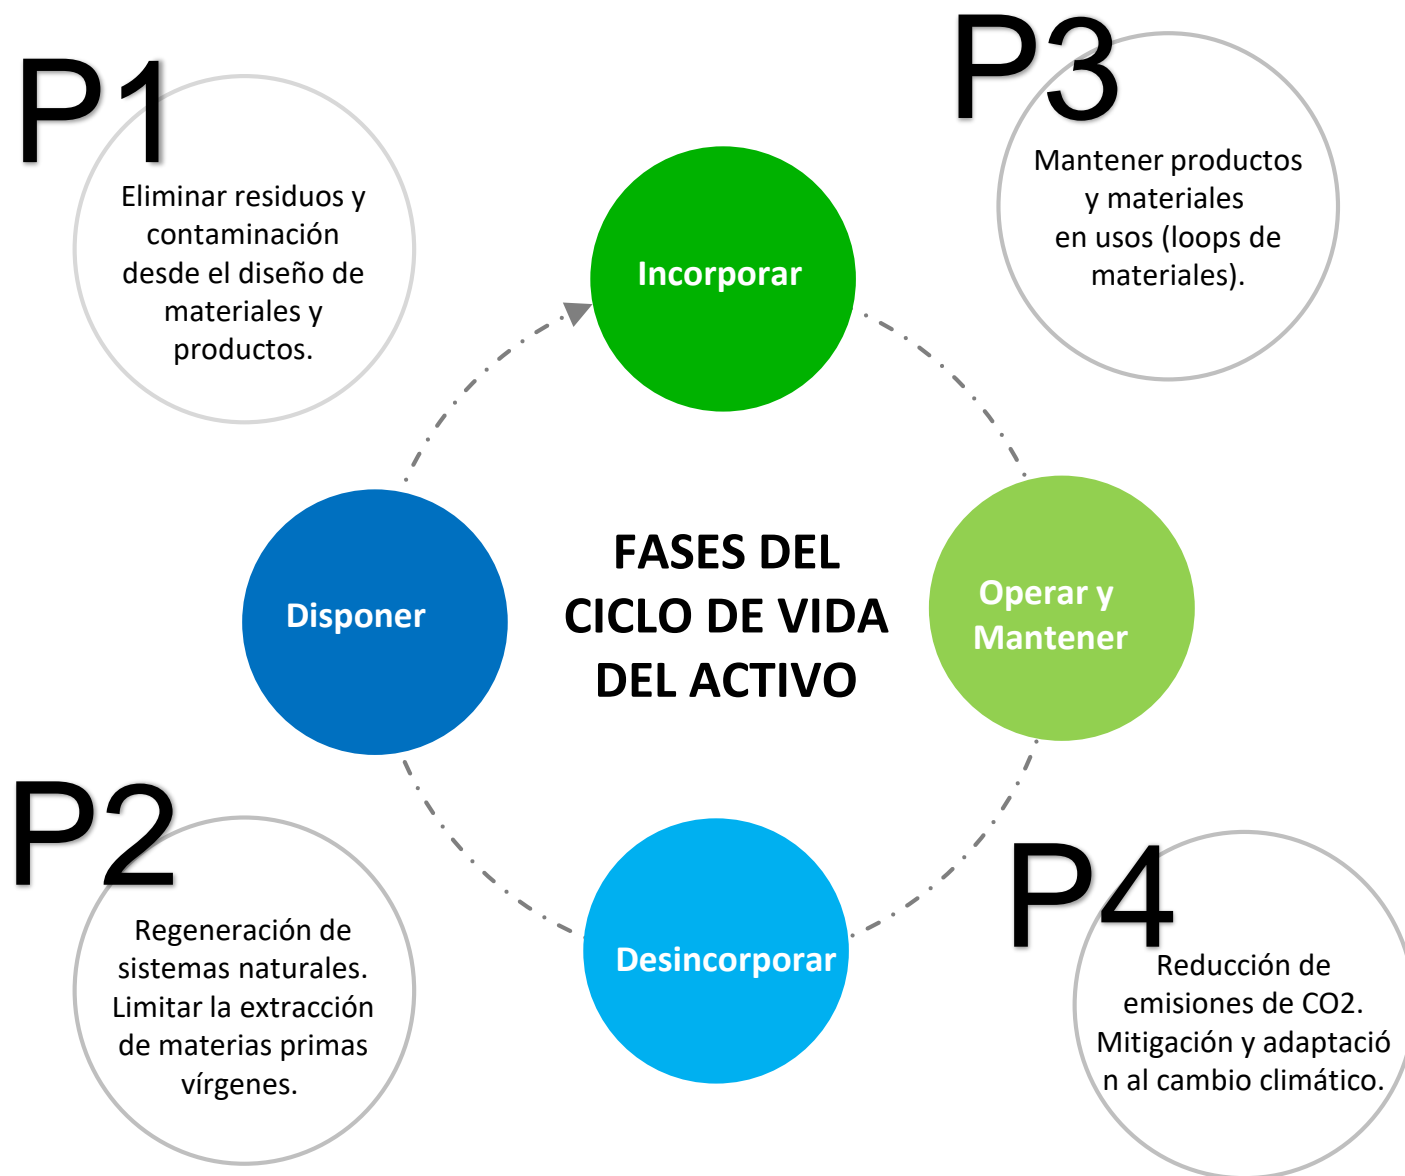 P1
Eliminar residuos y
contaminación
desde el diseño de
materiales y
productos.
P3
Mantener productos
y materiales
en usos (loops de
materiales).
Incorporar
FASES DEL
CICLO DE VIDA
DEL ACTIVO
Disponer
Operar y
Mantener
Desincorporar
P2
Regeneración de
sistemas naturales.
Limitar la extracción
de materias primas
vírgenes.
P4
Reducción de
emisiones de CO2.
Mitigación y adaptació
n al cambio climático.